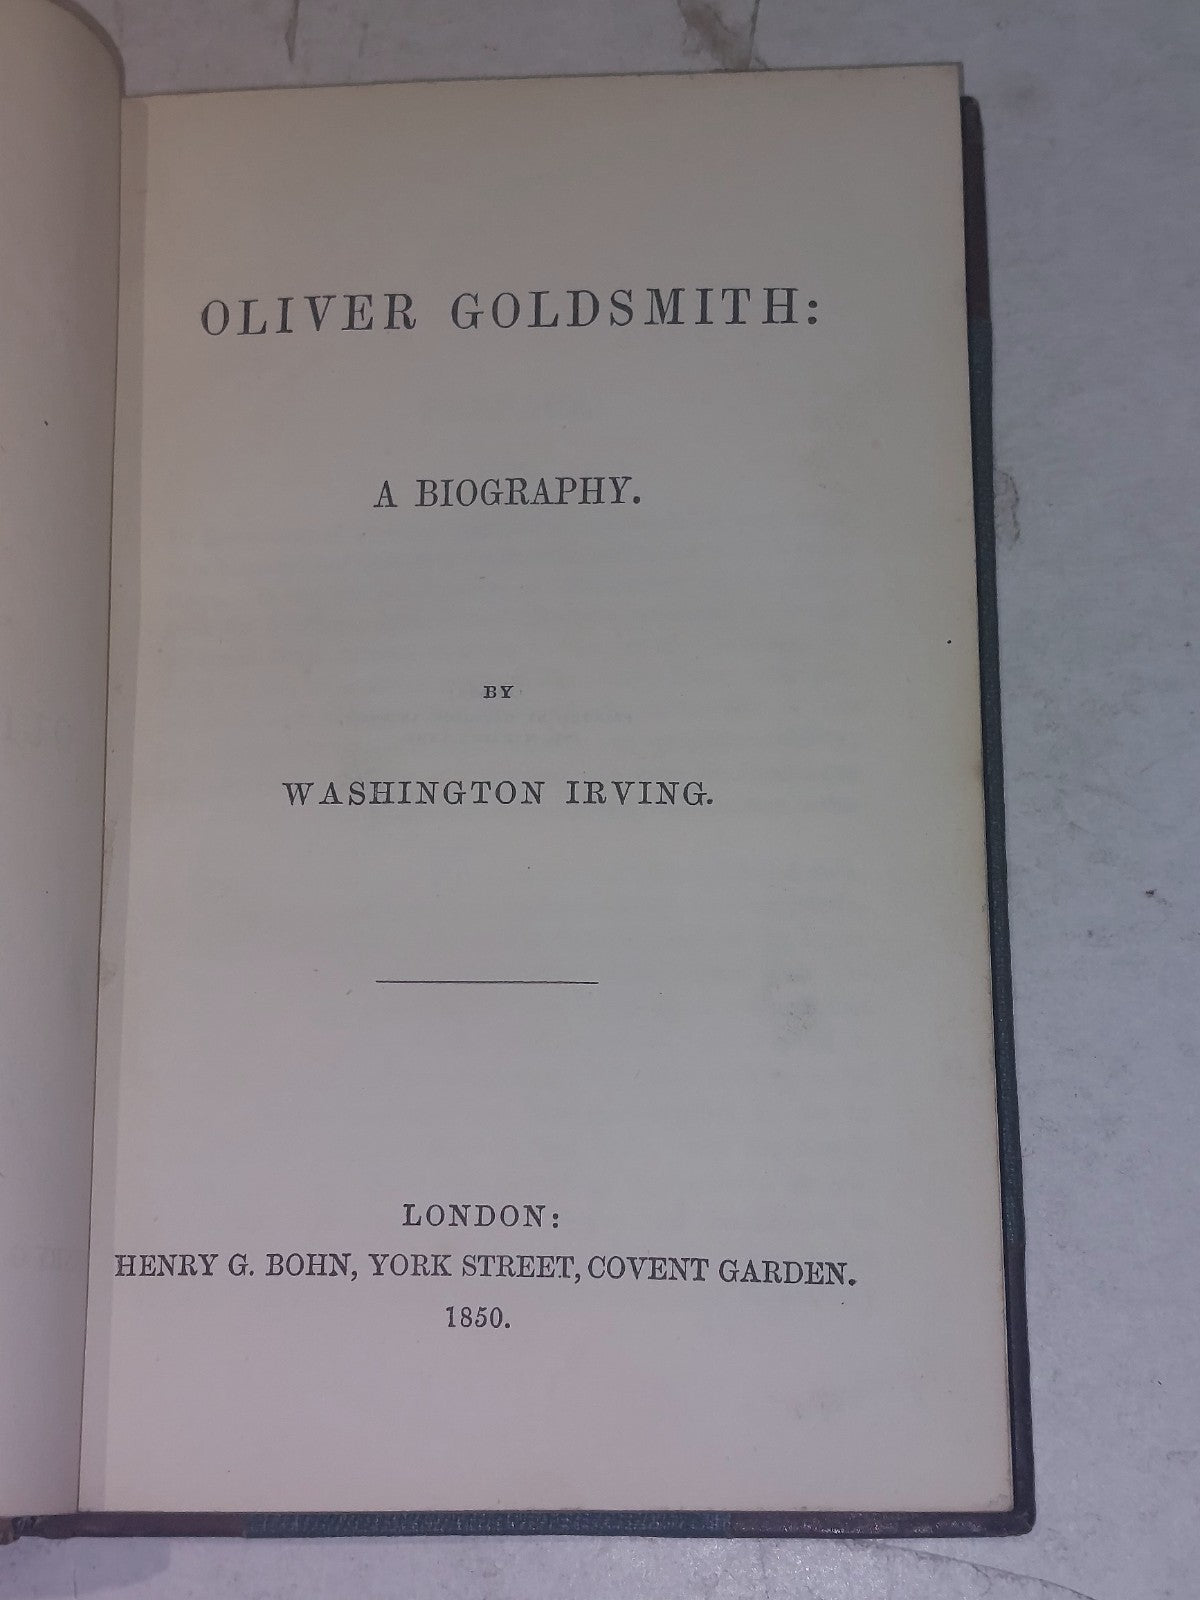 OLIVER GOLDSMITH:
A BIOGRAPHY.
BY
WASHINGTON IRVING.
LONDON:
HENRY G. BOHN, YORK STREET, COVENT GARDEN.
1850.